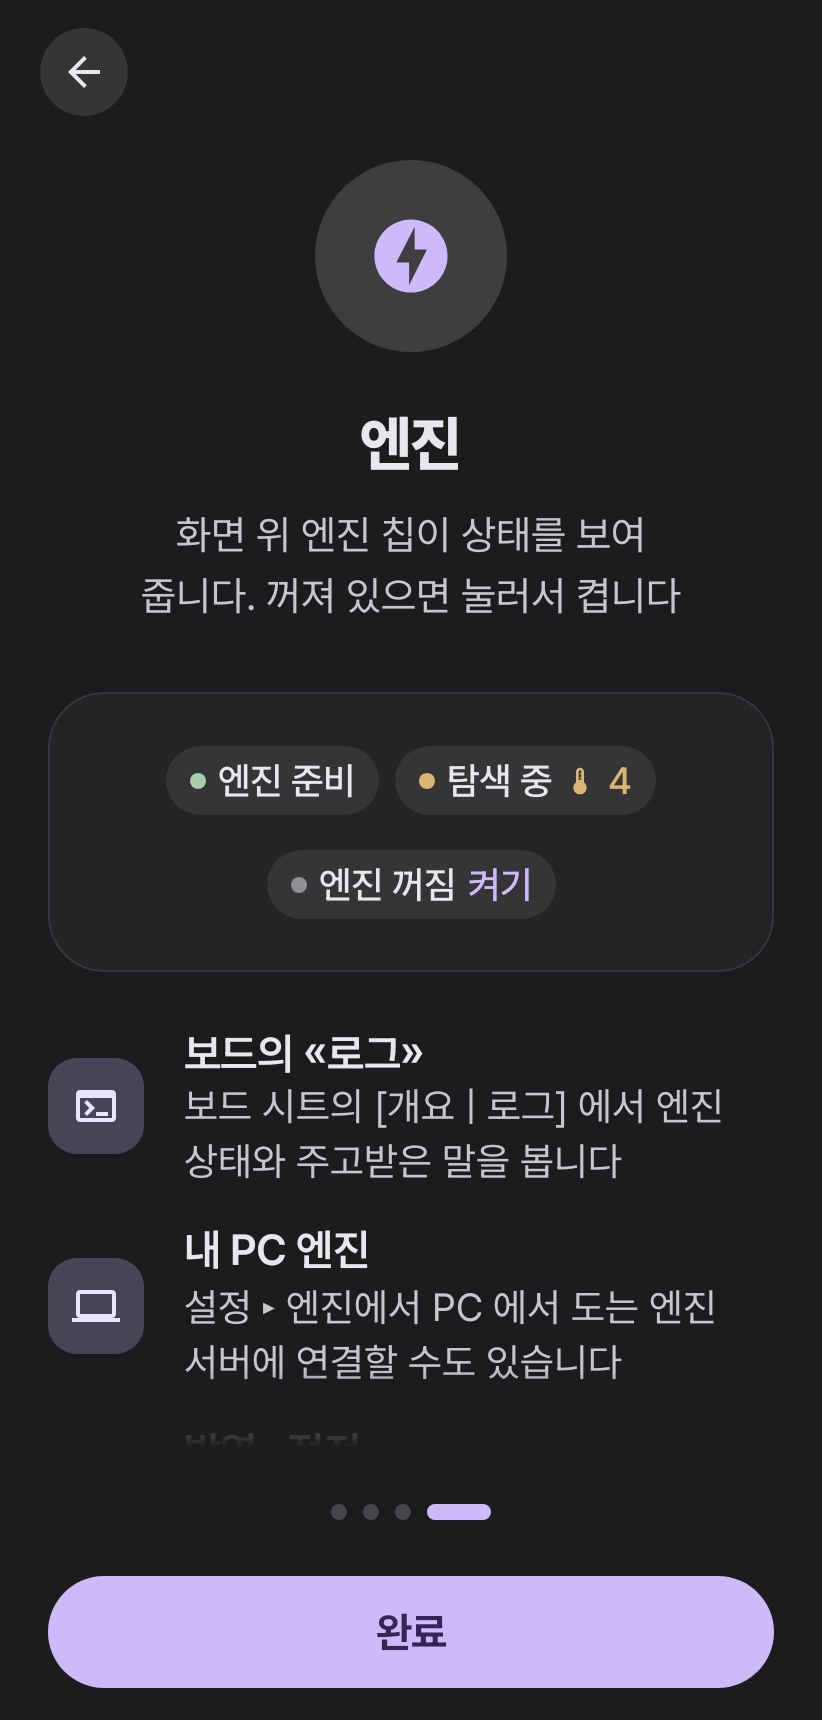 엔진
화면 위 엔진 칩이 상태를 보여
줍니다. 꺼져 있으면 눌러서 켭니다
엔진 준비
탐색 중 4
엔진 꺼짐 켜기
보드의 «로그»
보드 시트의 [개요 | 로그] 에서 엔진
상태와 주고받은 말을 봅니다
내 PC 엔진
설정 ▸ 엔진에서 PC 에서 도는 엔진
서버에 연결할 수도 있습니다
완료